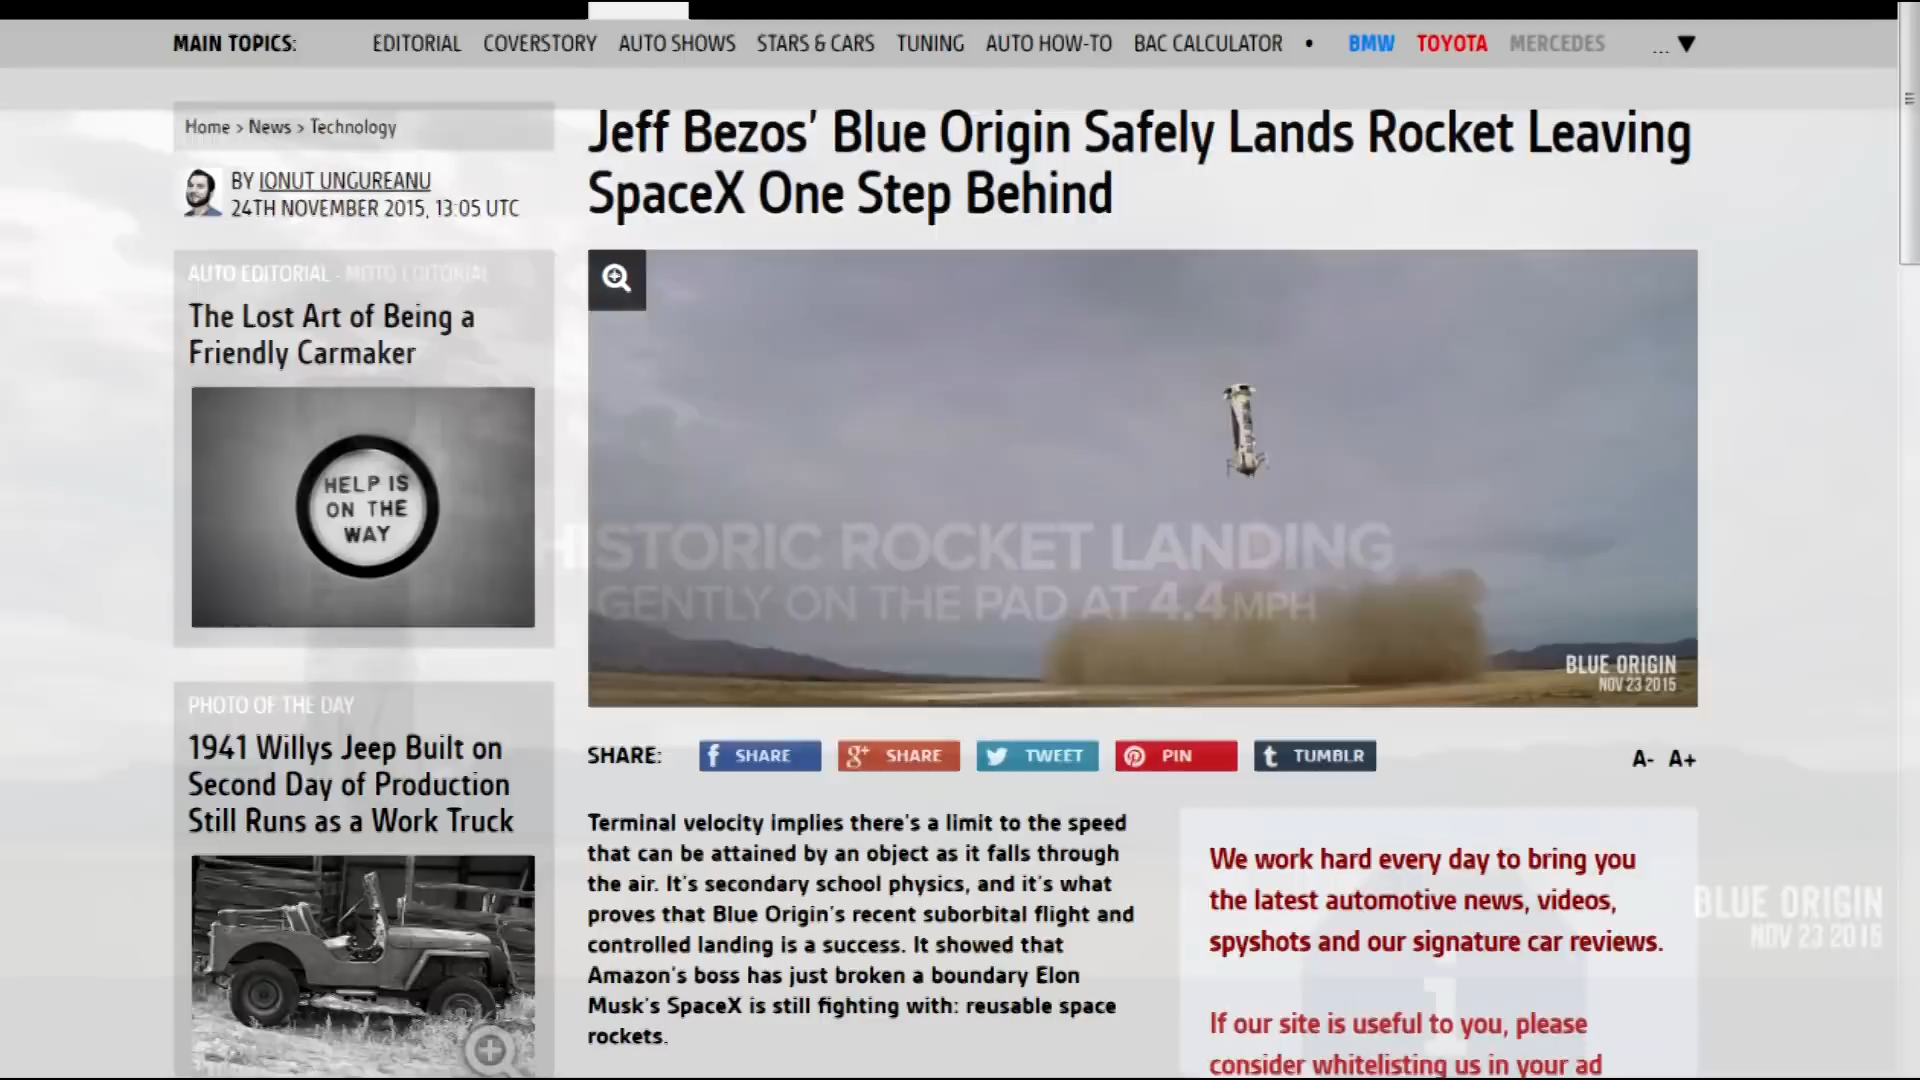 MAIN TOPICS: EDITORIAL COVERSTORY AUTO SHOWS STARS & CARS TUNING AUTO HOW-TO BAC CALCULATOR • BMW TOYOTA MERCEDES ... ▼
Home > News > Technology
BY IONUT UNGUREANU
24TH NOVEMBER 2015, 13:05 UTC
AUTO EDITORIAL - MOTO EDITORIAL
The Lost Art of Being a
Friendly Carmaker
HELP IS
ON THE
WAY
PHOTO OF THE DAY
1941 Willys Jeep Built on
Second Day of Production
Still Runs as a Work Truck
Jeff Bezos' Blue Origin Safely Lands Rocket Leaving
SpaceX One Step Behind
HISTORIC ROCKET LANDING
GENTLY ON THE PAD AT 4.4 MPH
BLUE ORIGIN
NOV 23 2015
SHARE: SHARE SHARE TWEET PIN TUMBLR A- A+
Terminal velocity implies there's a limit to the speed
that can be attained by an object as it falls through
the air. It's secondary school physics, and it's what
proves that Blue Origin's recent suborbital flight and
controlled landing is a success. It showed that
Amazon's boss has just broken a boundary Elon
Musk's SpaceX is still fighting with: reusable space
rockets.
We work hard every day to bring you
the latest automotive news, videos,
spyshots and our signature car reviews.
If our site is useful to you, please
consider whitelisting us in your ad
BLUE ORIGIN
NOV 23 2015